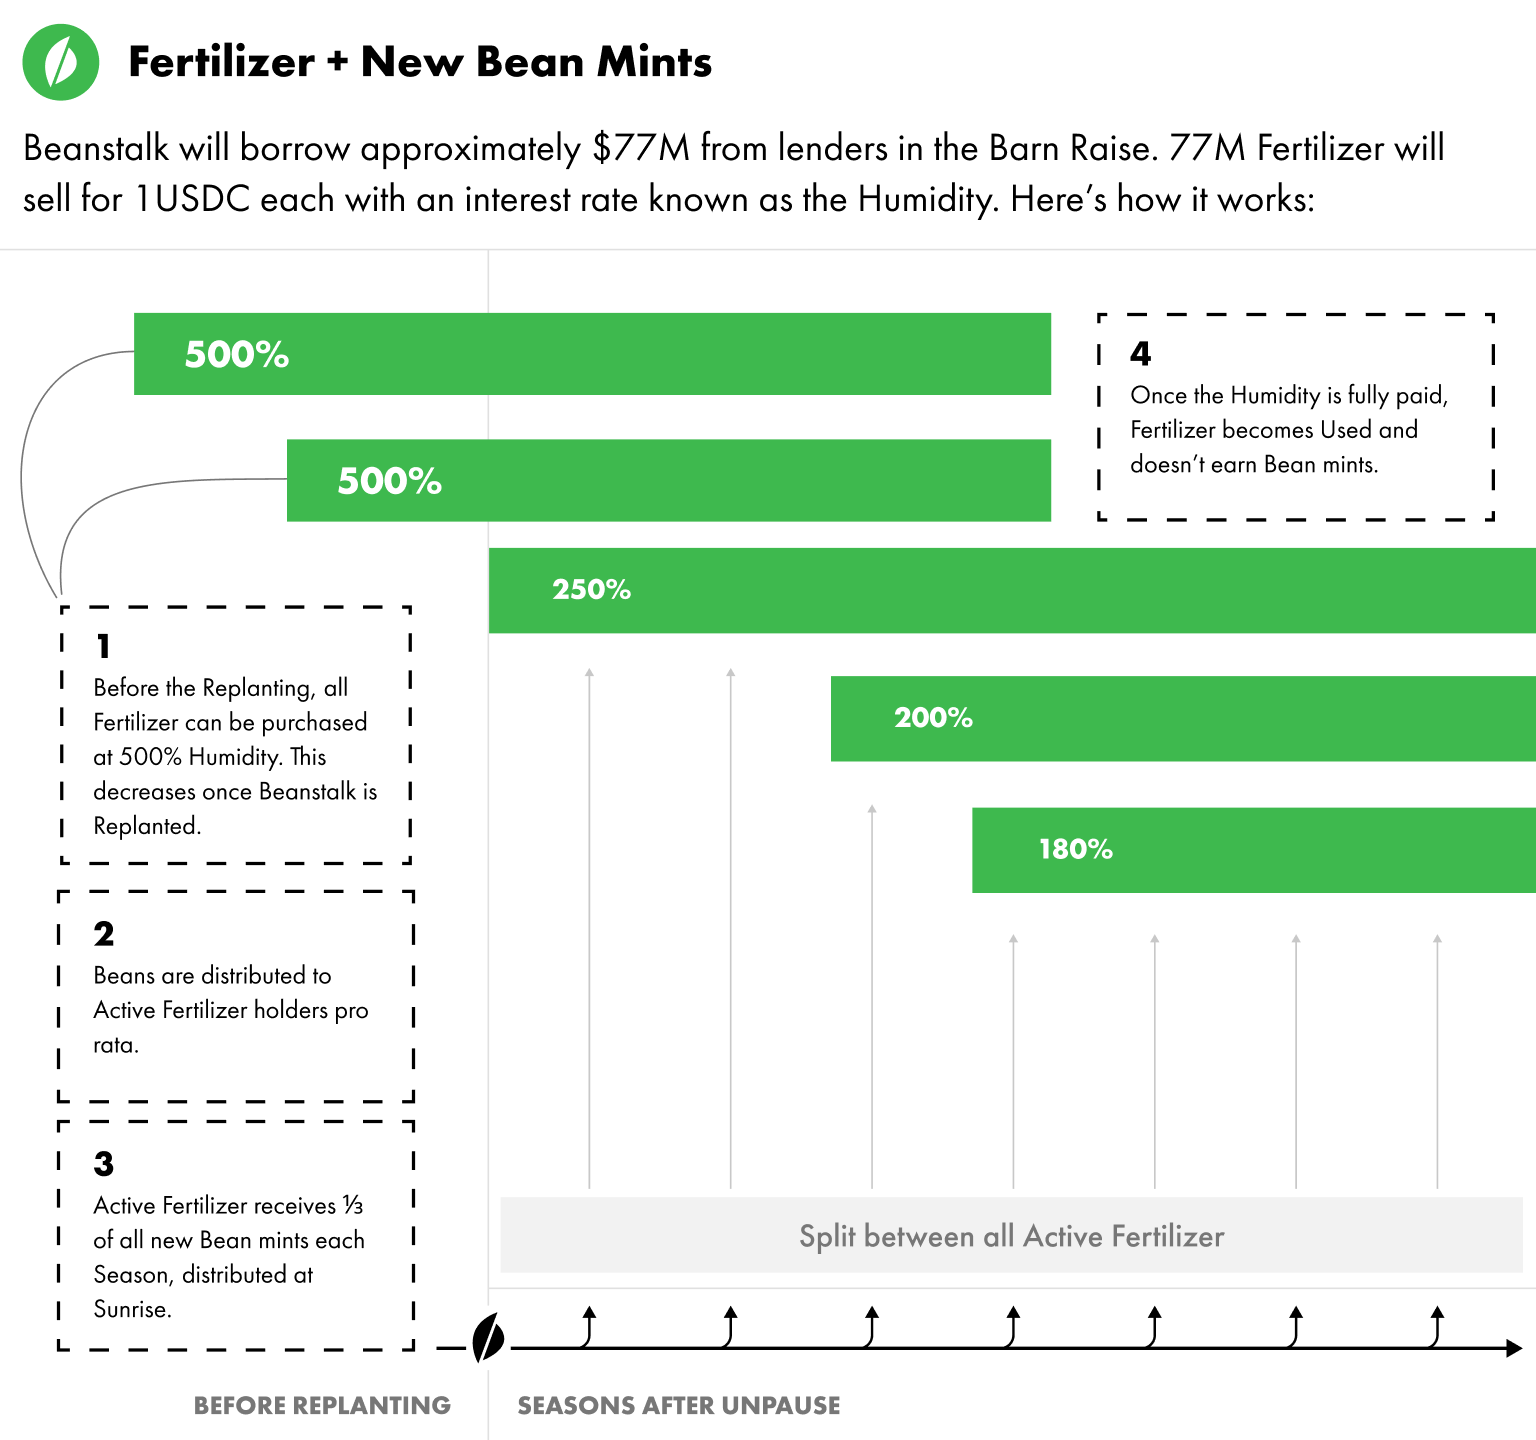 Fertilizer + New Bean Mints
Beanstalk will borrow approximately $77M from lenders in the Barn Raise. 77M Fertilizer will
sell for 1USDC each with an interest rate known as the Humidity. Here’s how it works:
500%
4
Once the Humidity is fully paid,
Fertilizer becomes Used and
doesn’t earn Bean mints.
500%
250%
1
Before the Replanting, all
Fertilizer can be purchased
at 500% Humidity. This
decreases once Beanstalk is
Replanted.
200%
180%
2
Beans are distributed to
Active Fertilizer holders pro
rata.
3
Active Fertilizer receives ⅓
of all new Bean mints each
Season, distributed at
Sunrise.
Split between all Active Fertilizer
BEFORE REPLANTING
SEASONS AFTER UNPAUSE